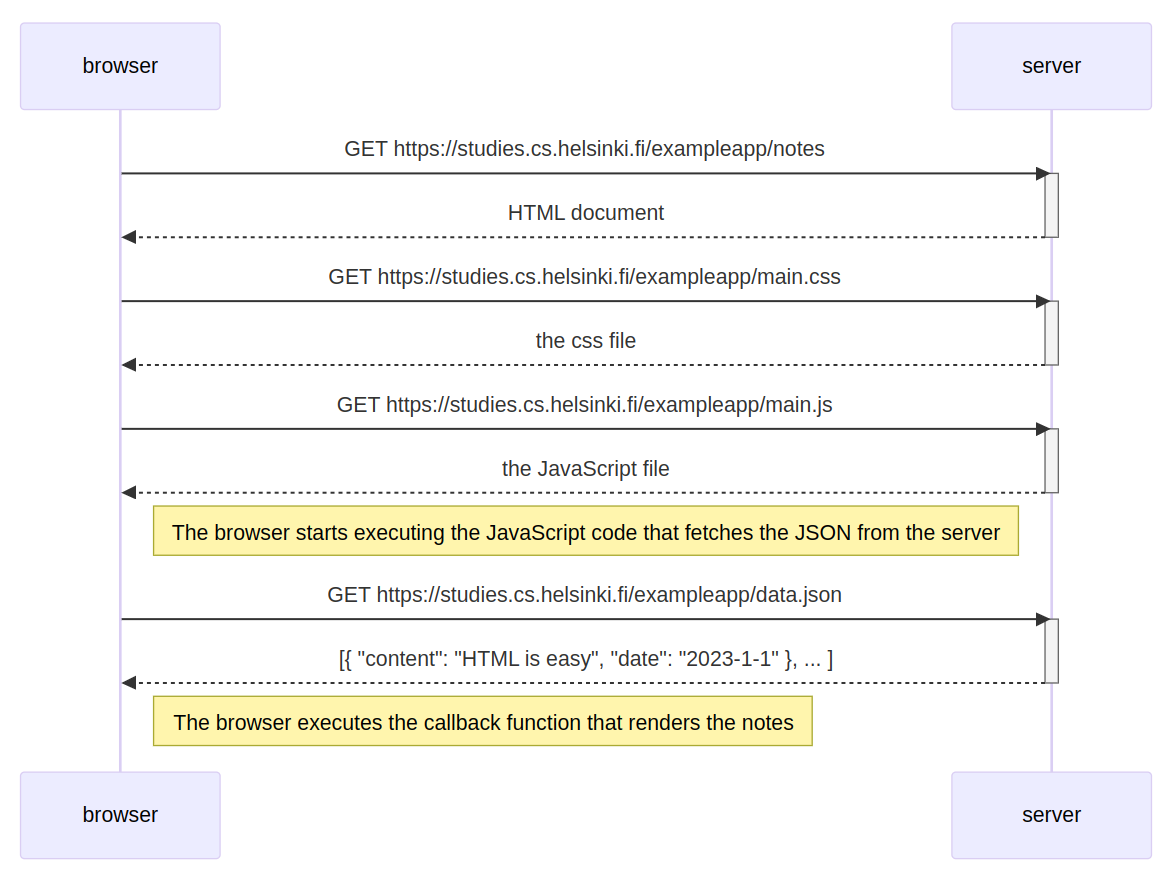 browser
server
GET https://studies.cs.helsinki.fi/exampleapp/notes
HTML document
GET https://studies.cs.helsinki.fi/exampleapp/main.css
the css file
GET https://studies.cs.helsinki.fi/exampleapp/main.js
the JavaScript file
The browser starts executing the JavaScript code that fetches the JSON from the server
GET https://studies.cs.helsinki.fi/exampleapp/data.json
[{ "content": "HTML is easy", "date": "2023-1-1" }, ... ]
The browser executes the callback function that renders the notes
browser
server